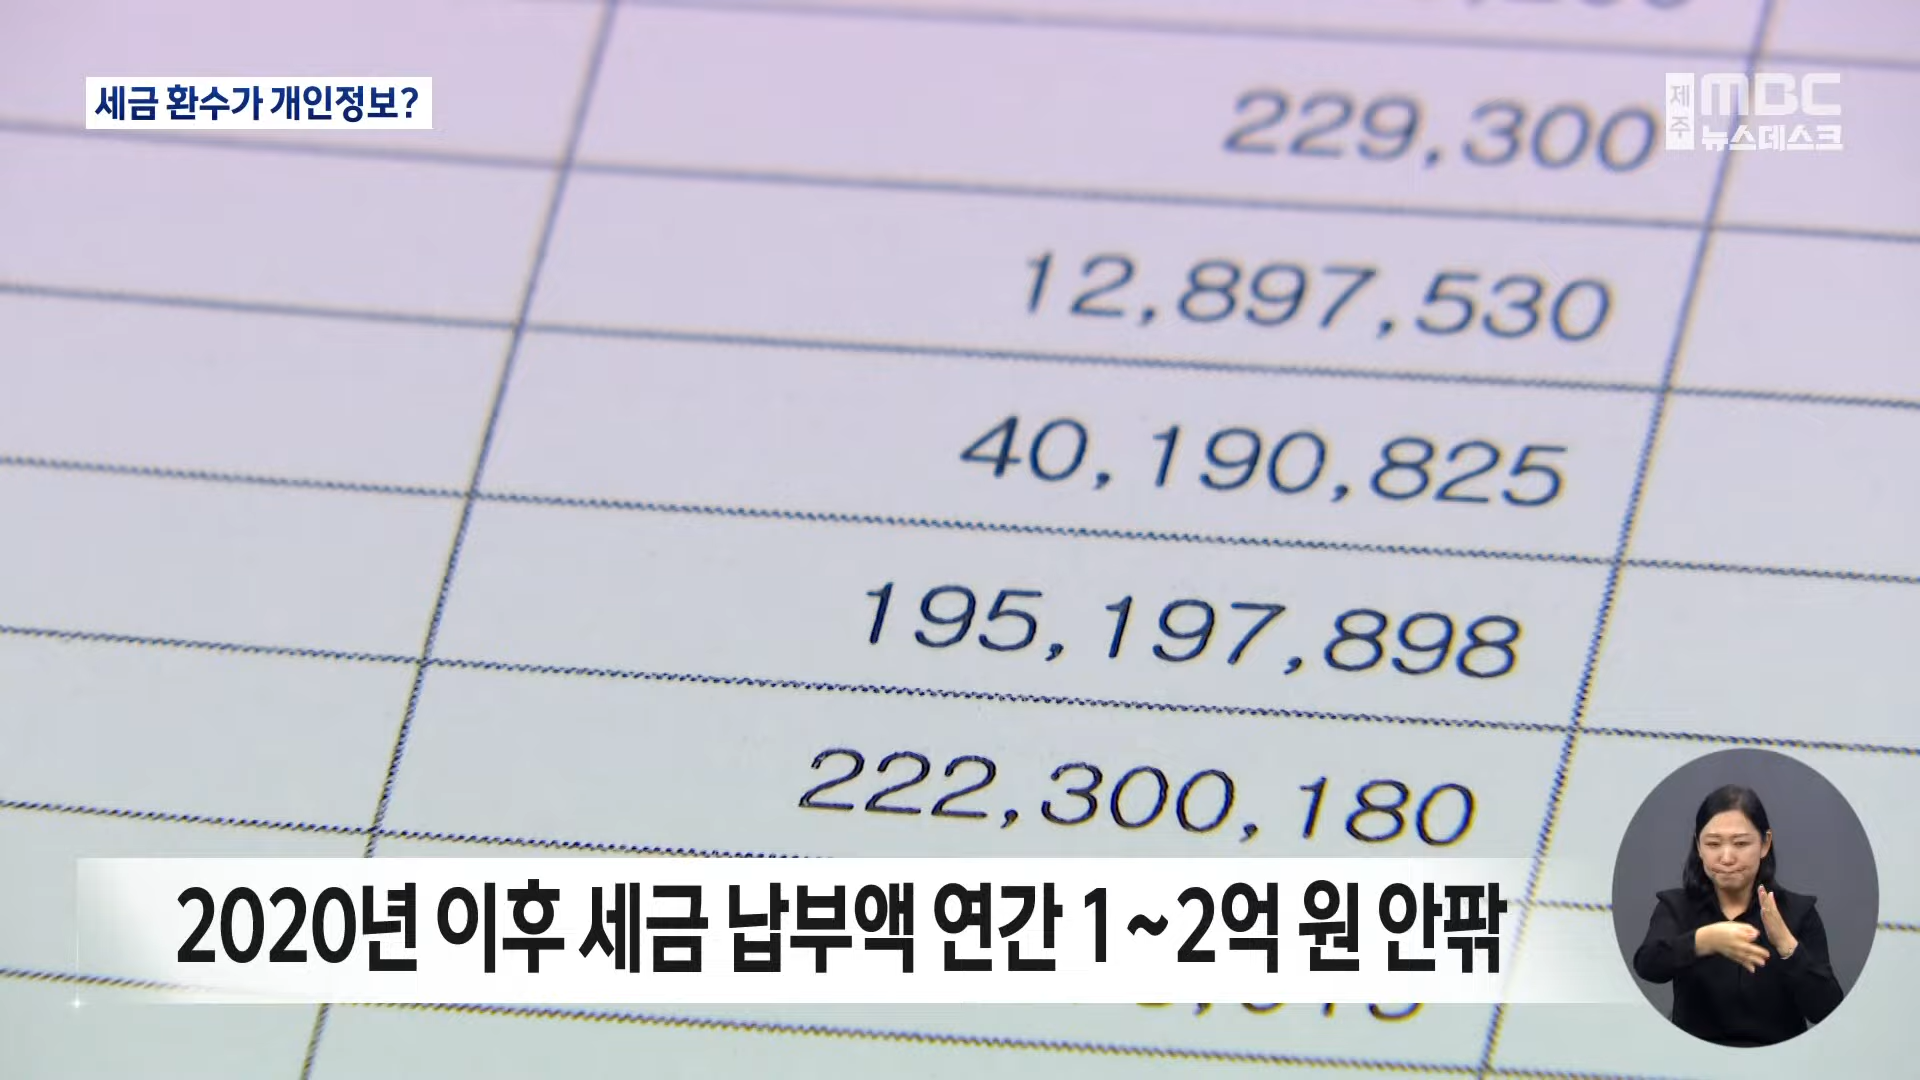 세금 환수가 개인정보?
제주
MBC
뉴스데스크
229,300
12,897,530
40,190,825
195,197,898
222,300,180
2020년 이후 세금 납부액 연간 1~2억 원 안팎